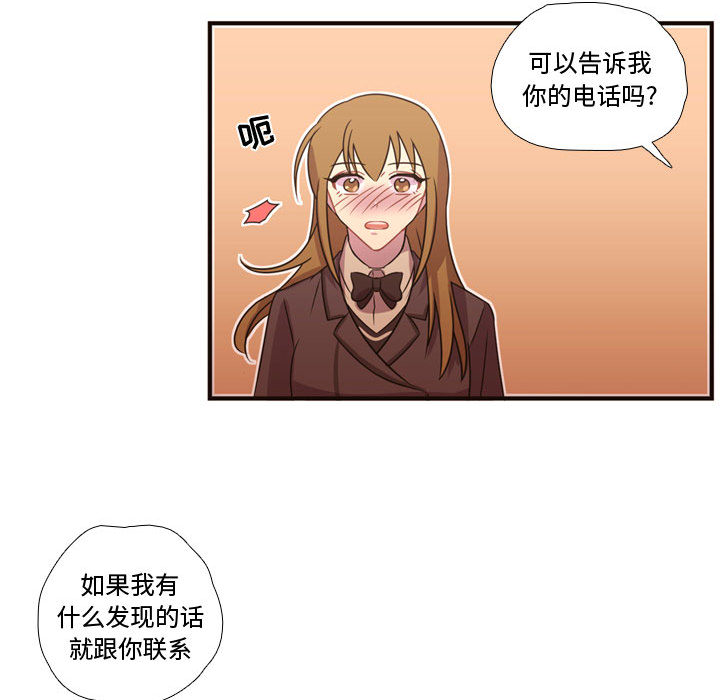 可以告诉我
你的电话吗?
呃
如果我有
什么发现的话
就跟你联系